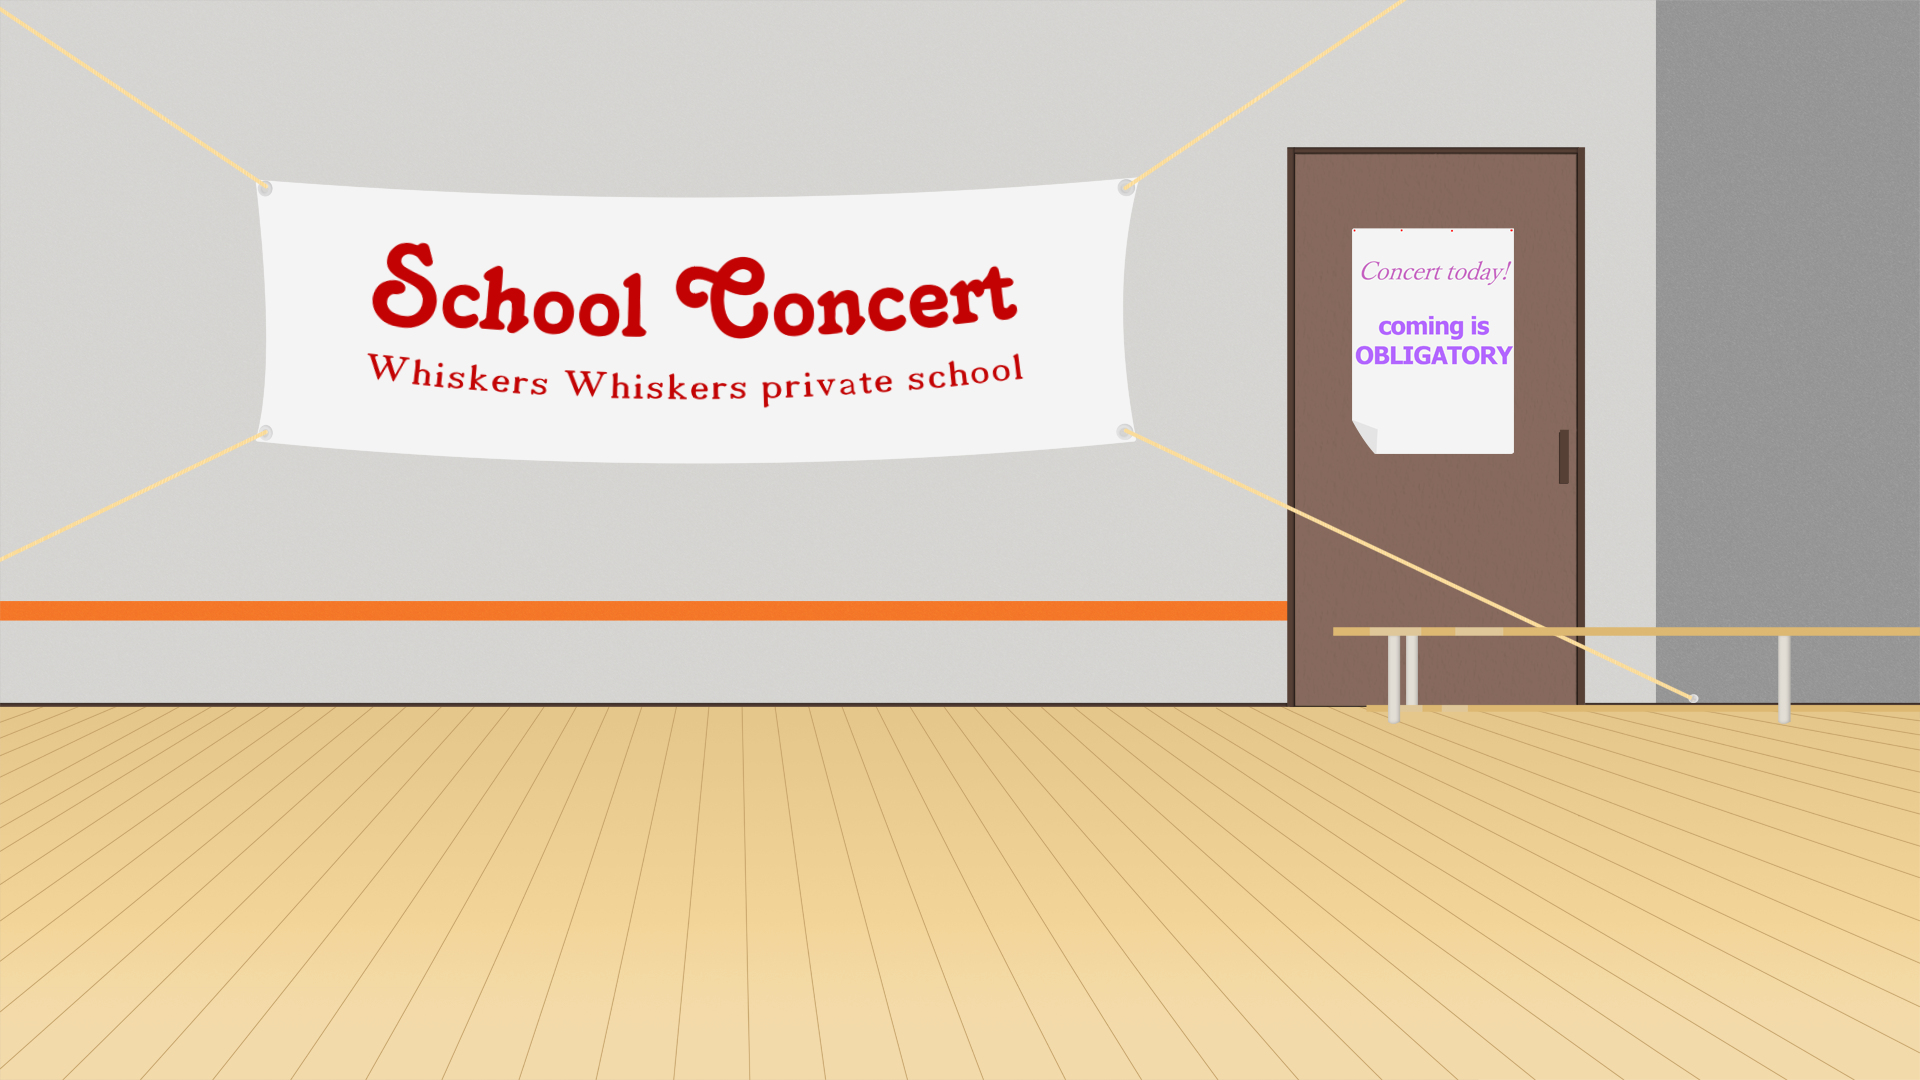 School Concert
Whiskers Whiskers private school
Concert today!
coming is
OBLIGATORY